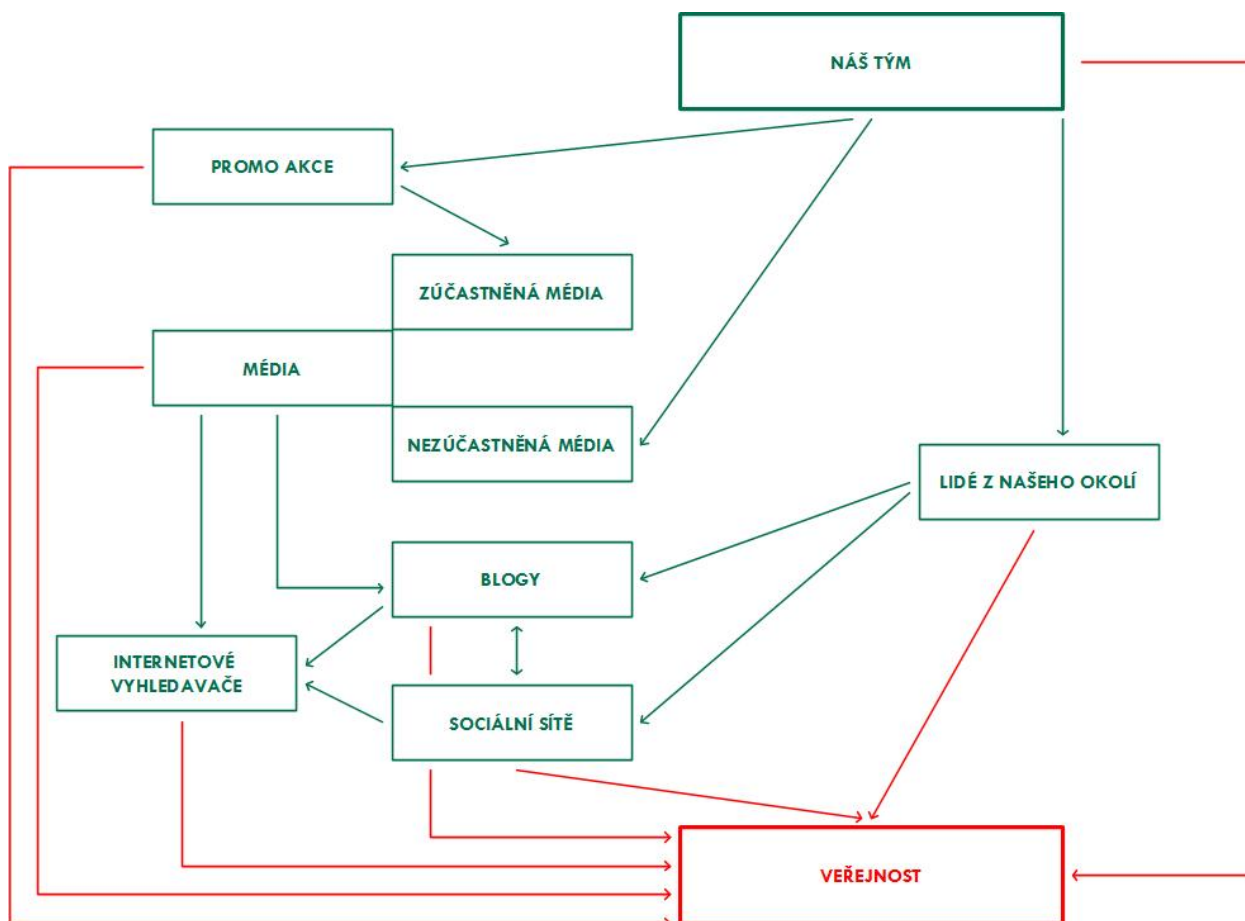 NÁŠ TÝM
PROMO AKCE
ZÚČASTNĚNÁ MÉDIA
MÉDIA
NEZÚČASTNĚNÁ MÉDIA
LIDÉ Z NAŠEHO OKOLÍ
BLOGY
INTERNETOVÉ
VYHLEDAVAČE
SOCIÁLNÍ SÍTĚ
VEŘEJNOST